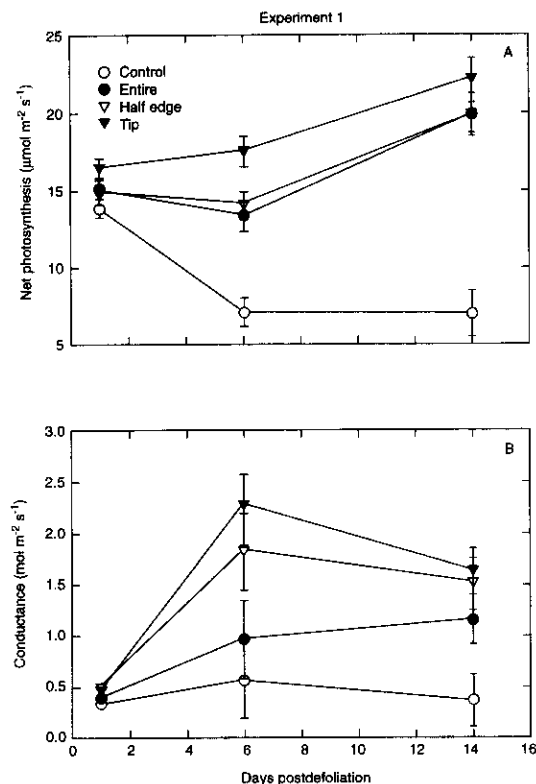 Experiment 1
A
Control
Entire
Half edge
Tip
25
20
15
10
5
Net photosynthesis (μmol m⁻² s⁻¹)
B
3.0
2.5
2.0
1.5
1.0
0.5
0.0
Conductance (mol m⁻² s⁻¹)
0 2 4 6 8 10 12 14 16
Days postdefoliation